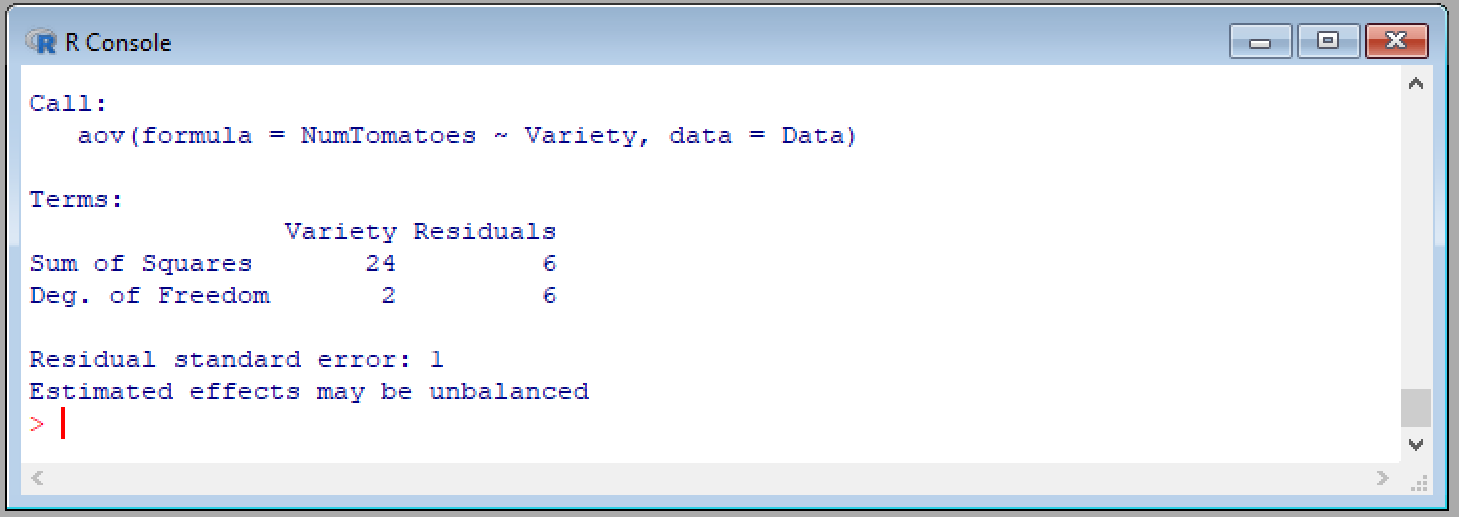 R Console
Call:
   aov(formula = NumTomatoes ~ Variety, data = Data)
Terms:
                Variety Residuals
Sum of Squares       24         6
Deg. of Freedom       2         6
Residual standard error: 1
Estimated effects may be unbalanced
>